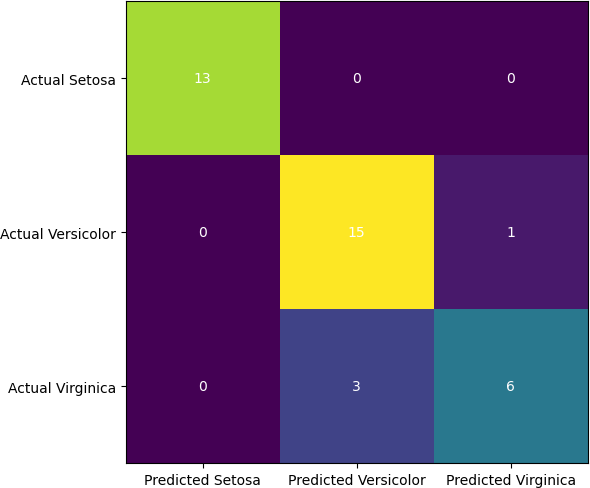 Actual Setosa 13 0 0
Actual Versicolor 0 15 1
Actual Virginica 0 3 6
Predicted Setosa Predicted Versicolor Predicted Virginica